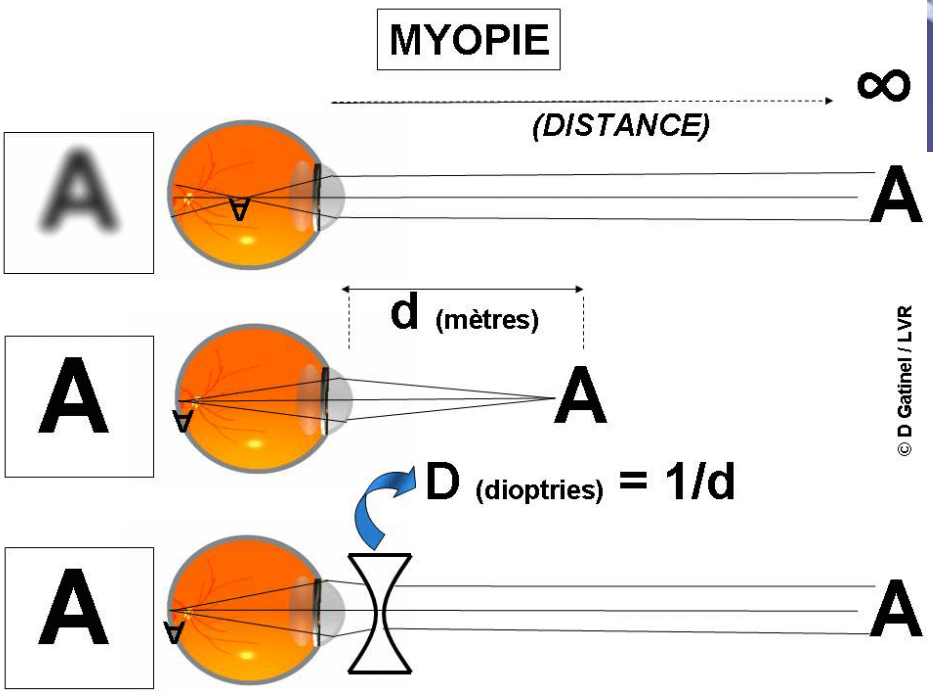 MYOPIE
∞
(DISTANCE)
A
A
A
d (mètres)
A
A
A
© D Gatinel / LVR
D (dioptries) = 1/d
A
A
A